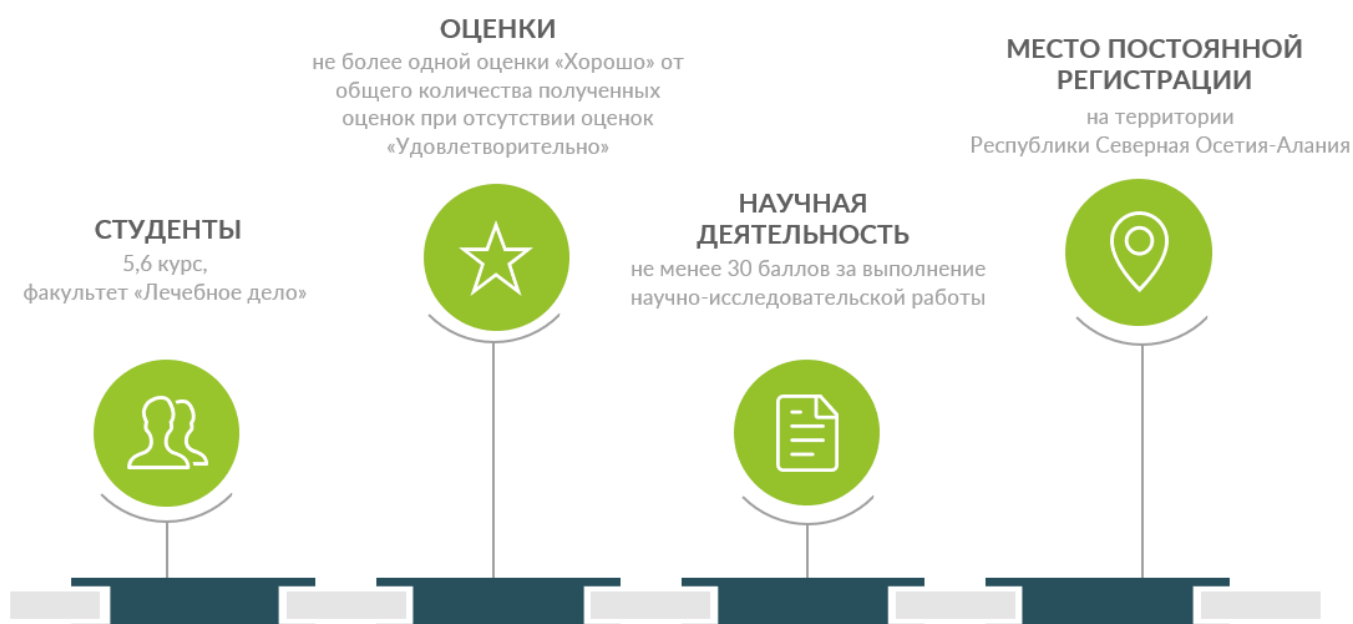 СТУДЕНТЫ
5,6 курс,
факультет «Лечебное дело»
ОЦЕНКИ
не более одной оценки «Хорошо» от
общего количества полученных
оценок при отсутствии оценок
«Удовлетворительно»
НАУЧНАЯ
ДЕЯТЕЛЬНОСТЬ
не менее 30 баллов за выполнение
научно-исследовательской работы
МЕСТО ПОСТОЯННОЙ
РЕГИСТРАЦИИ
на территории
Республики Северная Осетия-Алания